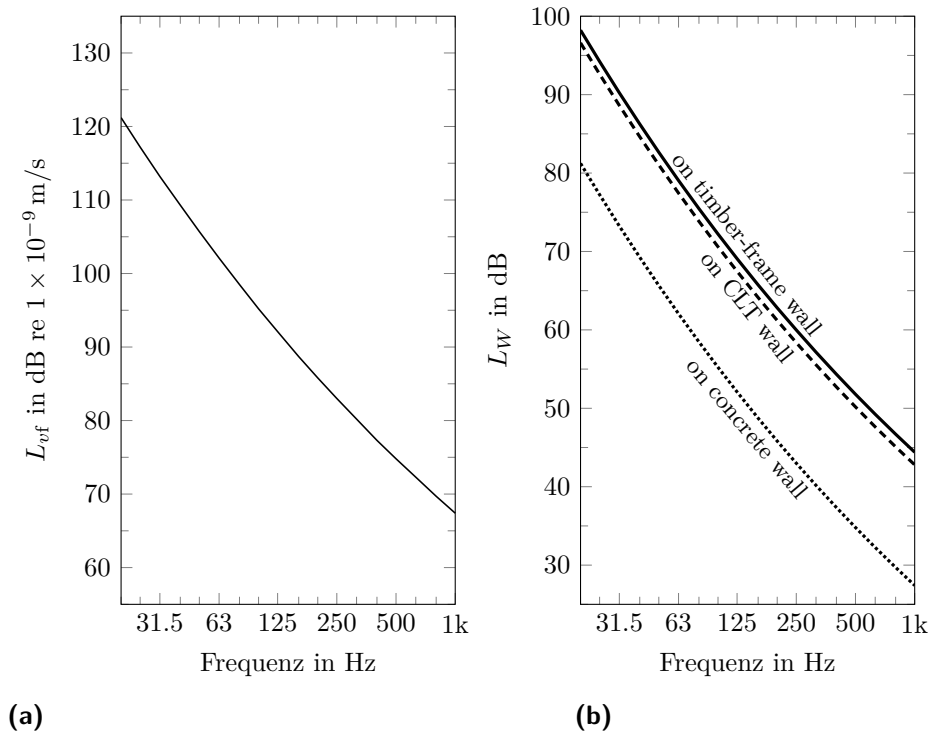 130
120
110
100
90
80
70
60
L_vf in dB re 1 × 10⁻⁹ m/s
31.5 63 125 250 500 1k
Frequenz in Hz
(a)
100
90
80
70
60
50
40
30
L_W in dB
on timber-frame wall
on CLT wall
on concrete wall
31.5 63 125 250 500 1k
Frequenz in Hz
(b)